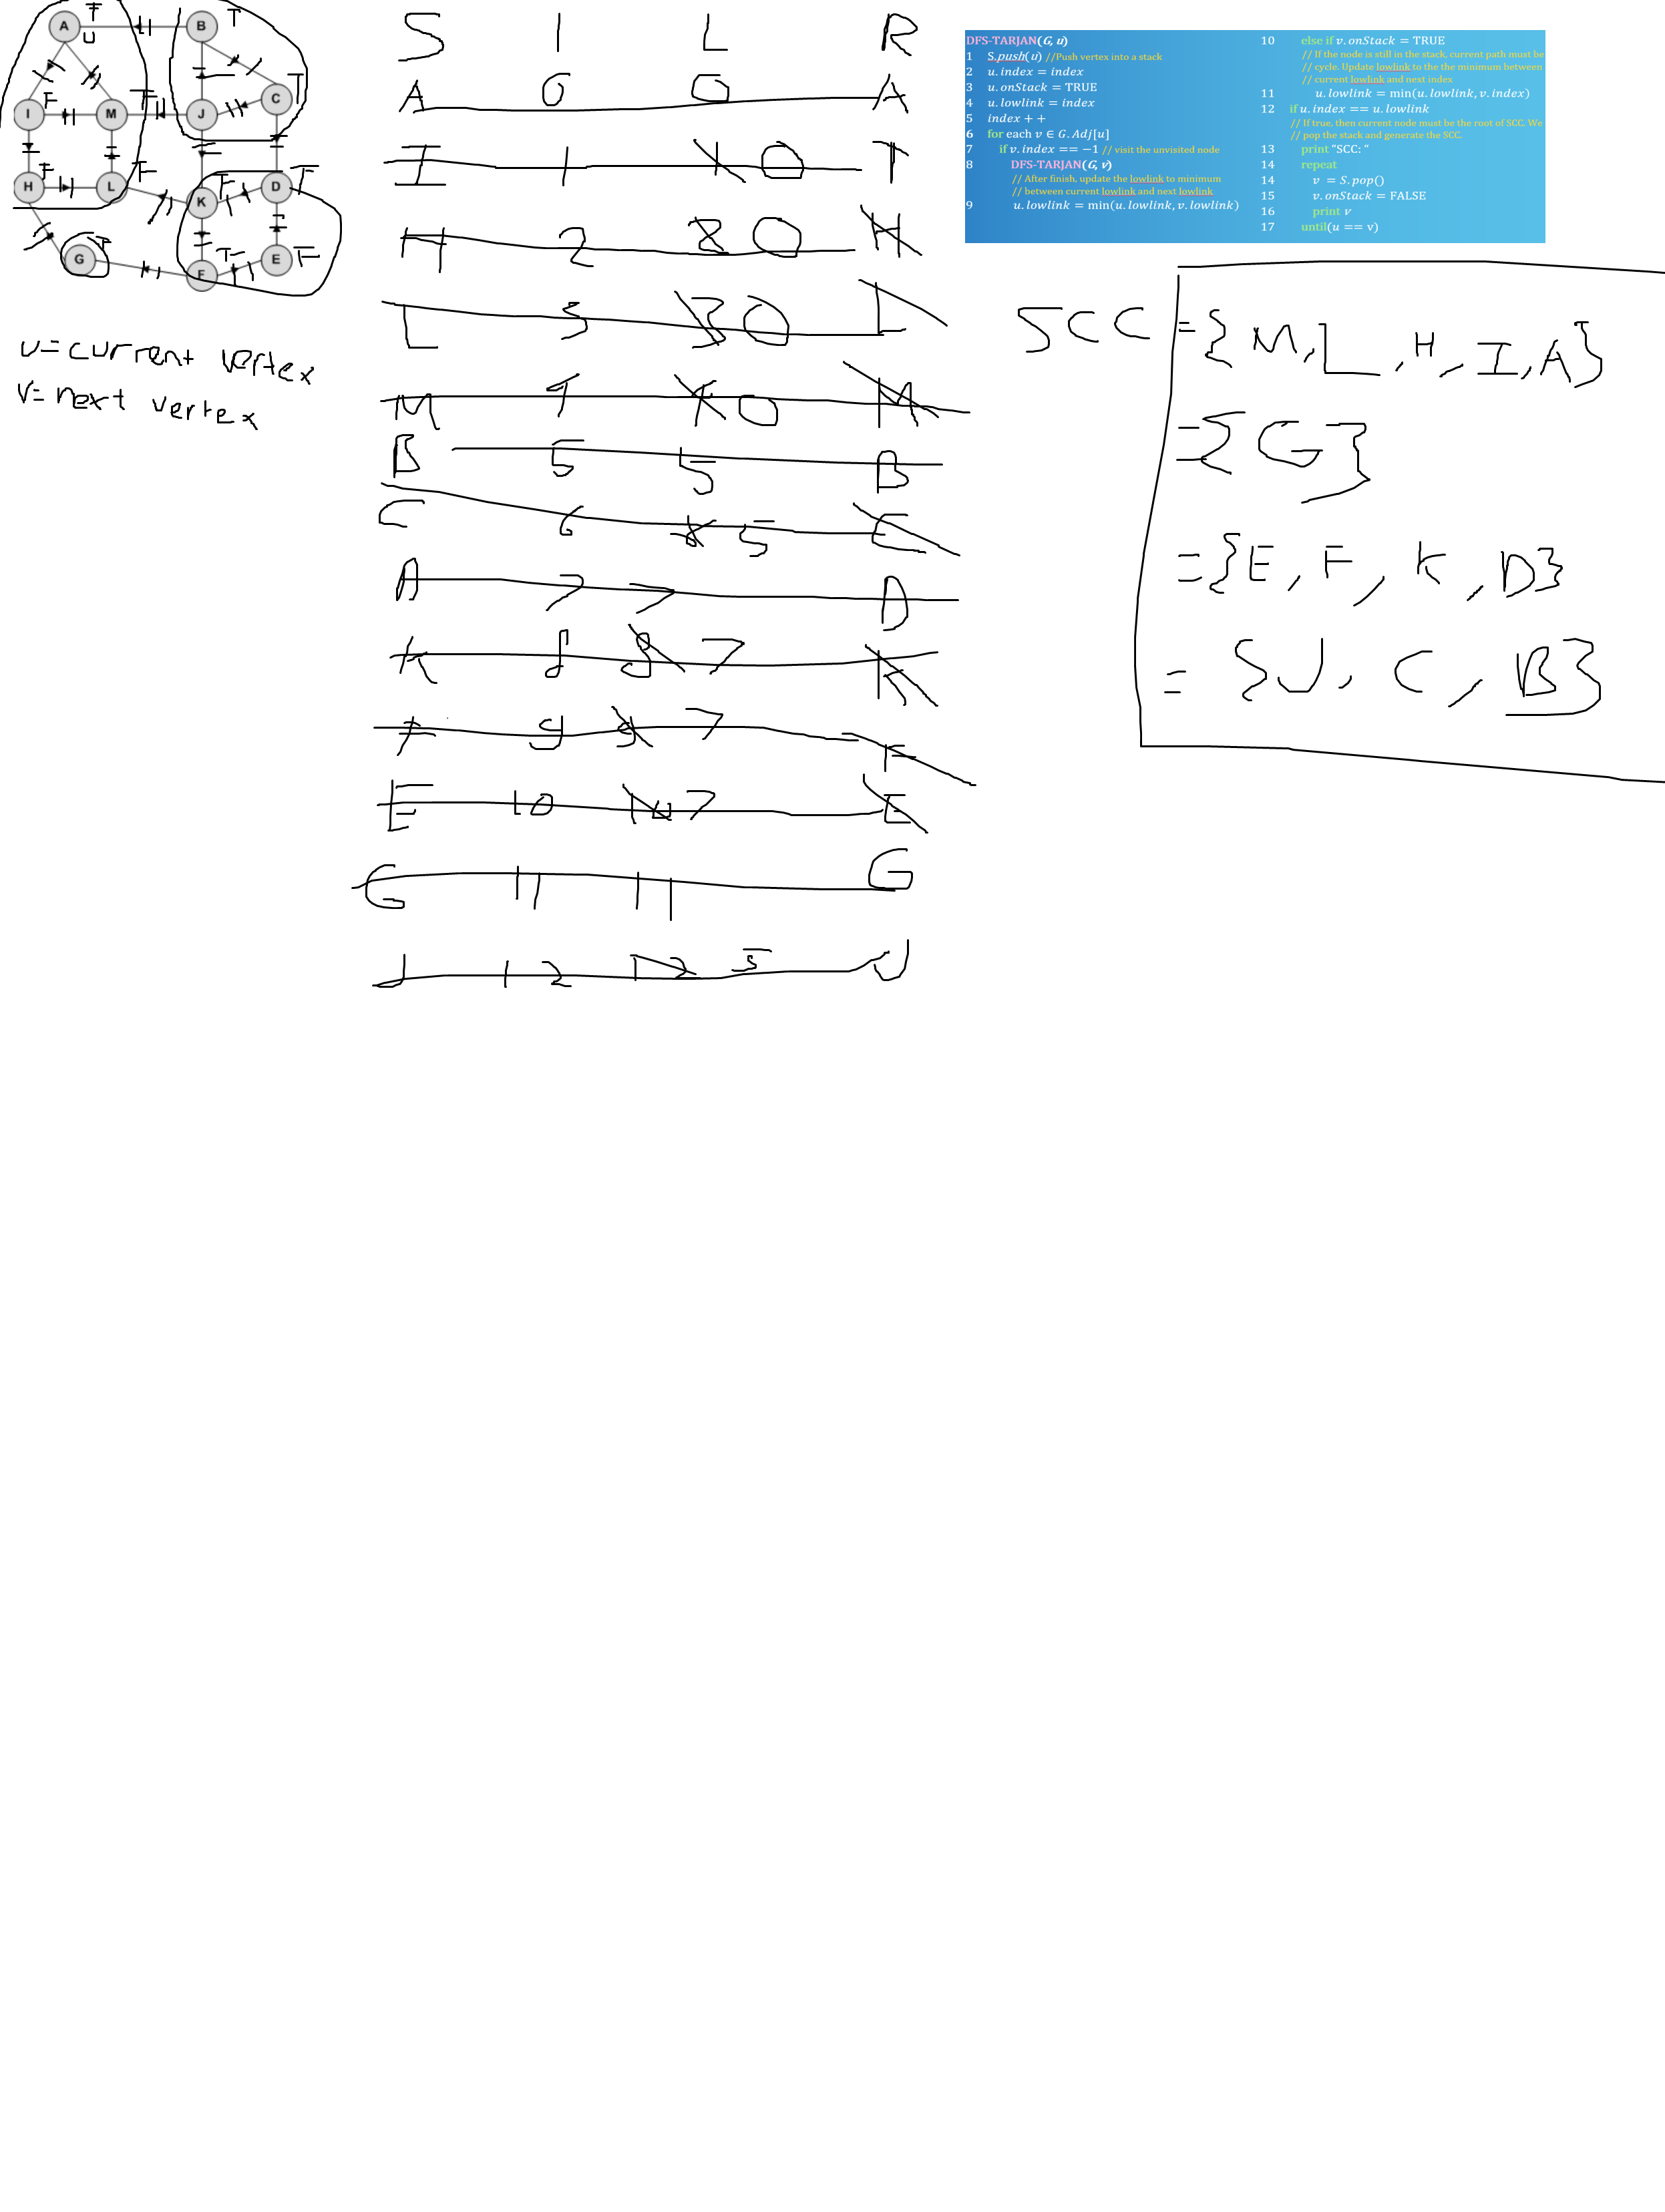 A
B
I
M
J
C
H
L
K
D
G
F
E
U = current vertex
V = next vertex
S I L R
A 0 0 A
I 1 1 0 I
H 2 2 0 H
L 3 3 0 L
M 4 4 0 M
B 5 5 B
C 6 6 5 C
D 7 7 D
K 8 8 7 K
F 9 9 7 F
E 10 10 7 E
G 11 11 G
J 12 12 5 J
DFS-TARJAN(G, u)
1 S.push(u) //Push vertex into a stack
2 u.index = index
3 u.onStack = TRUE
4 u.lowlink = index
5 index + +
6 for each v ∈ G.Adj[u]
7 if v.index == −1 // visit the unvisited node
8 DFS-TARJAN(G, v)
// After finish, update the lowlink to minimum
// between current lowlink and next lowlink
9 u.lowlink = min(u.lowlink, v.lowlink)
10 else if v.onStack = TRUE
// If the node is still in the stack, current path must be
// cycle. Update lowlink to the the minimum between
// current lowlink and next index
11 u.lowlink = min(u.lowlink, v.index)
12 if u.index == u.lowlink
// If true, then current node must be the root of SCC. We
// pop the stack and generate the SCC.
13 print "SCC: "
14 repeat
14 v = S.pop()
15 v.onStack = FALSE
16 print v
17 until(u == v)
SCC = {M, L, H, I, A}
= {G}
= {E, F, K, D}
= {J, C, B}